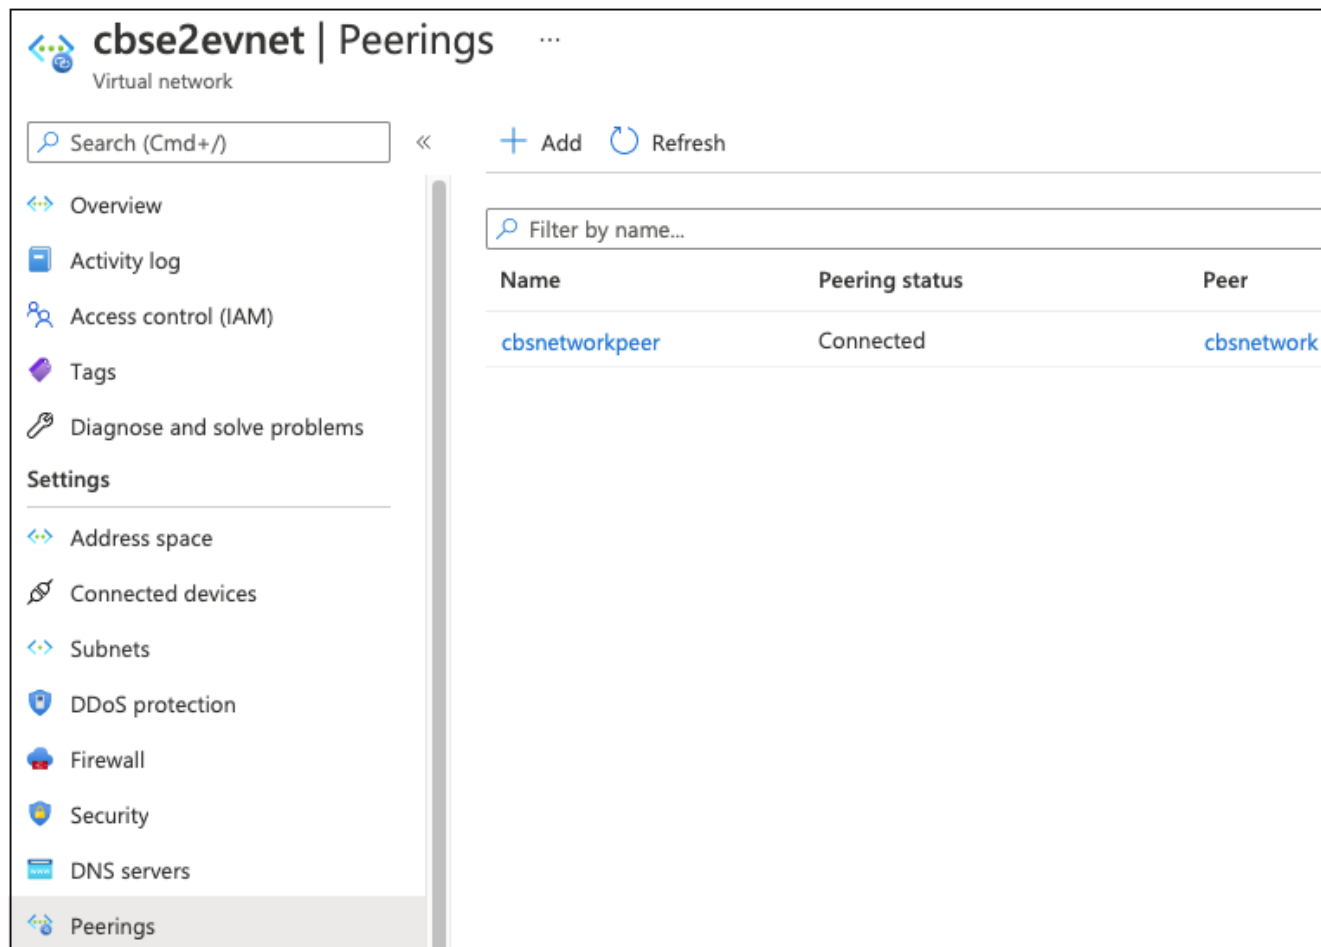 cbse2evnet | Peerings ...
Virtual network
Search (Cmd+/)
«
Add
Refresh
Overview
Activity log
Access control (IAM)
Tags
Diagnose and solve problems
Settings
Address space
Connected devices
Subnets
DDoS protection
Firewall
Security
DNS servers
Peerings
Filter by name...
Name Peering status Peer
cbsnetworkpeer Connected cbsnetwork